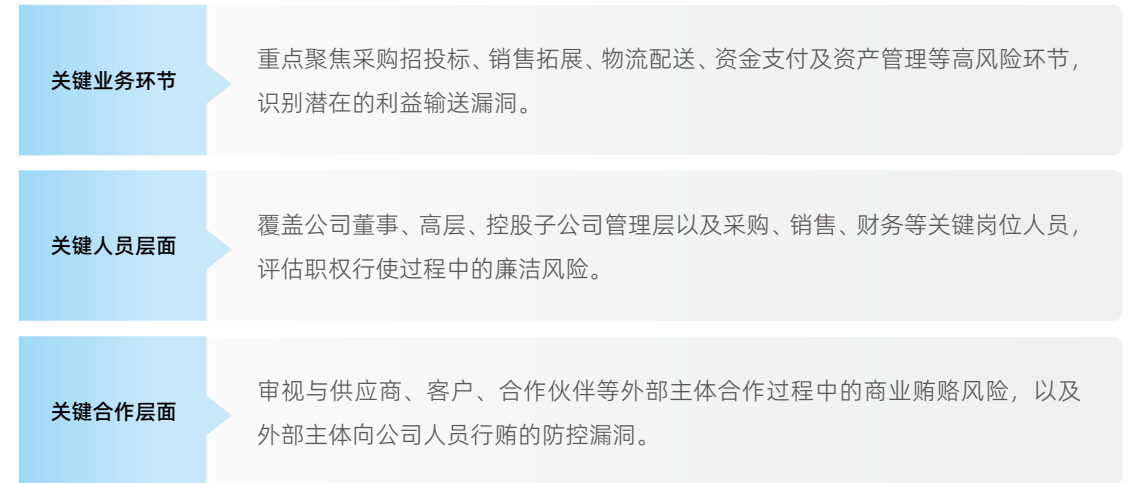 关键业务环节
重点聚焦采购招投标、销售拓展、物流配送、资金支付及资产管理等高风险环节，
识别潜在的利益输送漏洞。
关键人员层面
覆盖公司董事、高层、控股子公司管理层以及采购、销售、财务等关键岗位人员，
评估职权行使过程中的廉洁风险。
关键合作层面
审视与供应商、客户、合作伙伴等外部主体合作过程中的商业贿赂风险，以及
外部主体向公司人员行贿的防控漏洞。